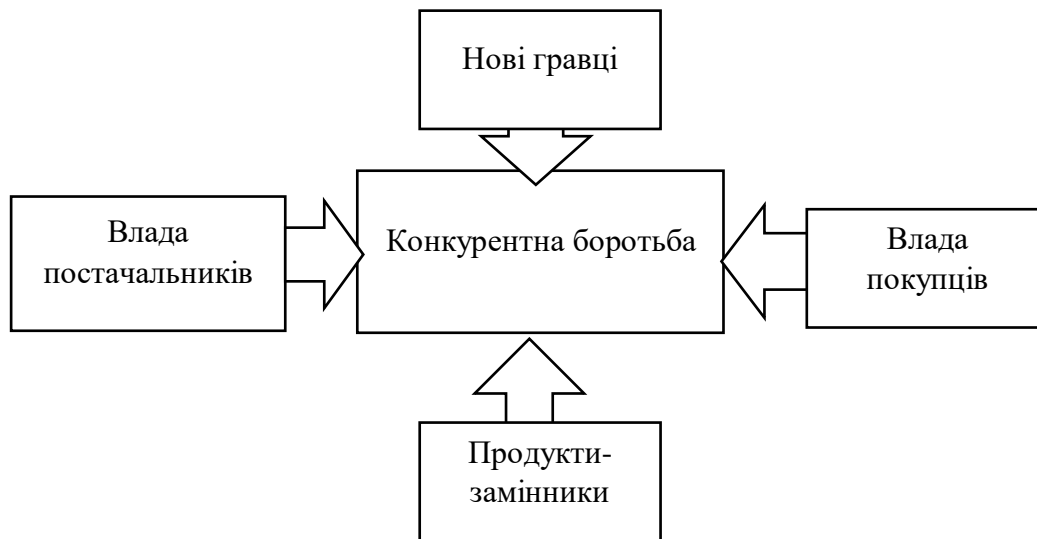 Нові гравці
Влада
постачальників
Конкурентна боротьба
Влада
покупців
Продукти-
замінники